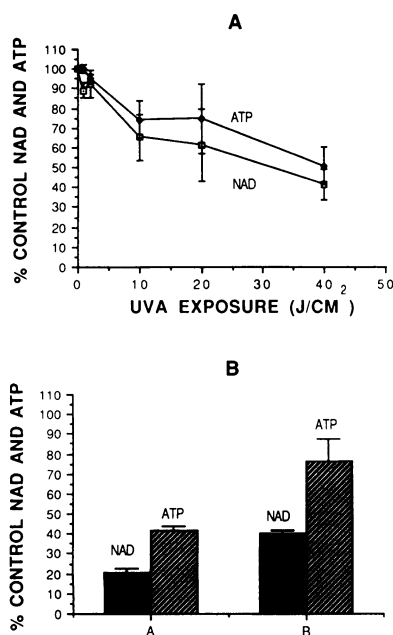 A
% CONTROL NAD AND ATP
110
100
90
80
70
60
50
40
30
20
10
0
ATP
NAD
0 10 20 30 40 50
UVA EXPOSURE (J/CM 2 )
B
% CONTROL NAD AND ATP
110
100
90
80
70
60
50
40
30
20
10
0
NAD ATP
NAD ATP
A B